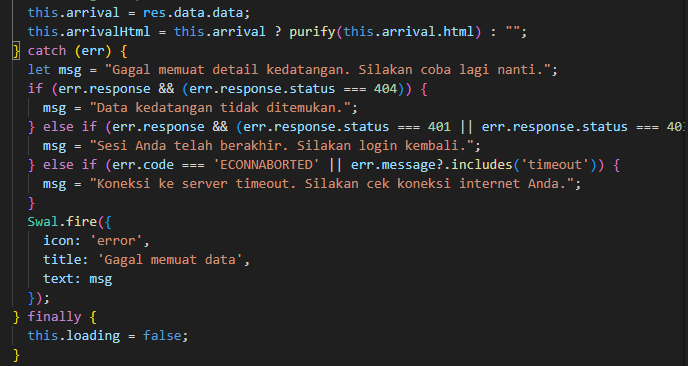 this.arrival = res.data.data;
this.arrivalHtml = this.arrival ? purify(this.arrival.html) : "";
} catch (err) {
let msg = "Gagal memuat detail kedatangan. Silakan coba lagi nanti.";
if (err.response && (err.response.status === 404)) {
msg = "Data kedatangan tidak ditemukan.";
} else if (err.response && (err.response.status === 401 || err.response.status === 40
msg = "Sesi Anda telah berakhir. Silakan login kembali.";
} else if (err.code === 'ECONNABORTED' || err.message?.includes('timeout')) {
msg = "Koneksi ke server timeout. Silakan cek koneksi internet Anda.";
}
Swal.fire({
icon: 'error',
title: 'Gagal memuat data',
text: msg
});
} finally {
this.loading = false;
}